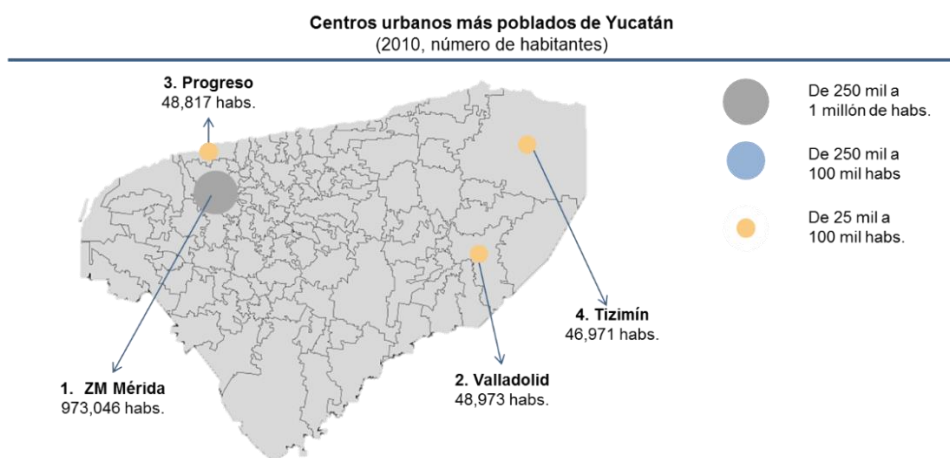 Centros urbanos más poblados de Yucatán
(2010, número de habitantes)
3. Progreso
48,817 habs.
De 250 mil a
1 millón de habs.
De 250 mil a
100 mil habs
De 25 mil a
100 mil habs.
4. Tizimín
46,971 habs.
1. ZM Mérida
973,046 habs.
2. Valladolid
48,973 habs.